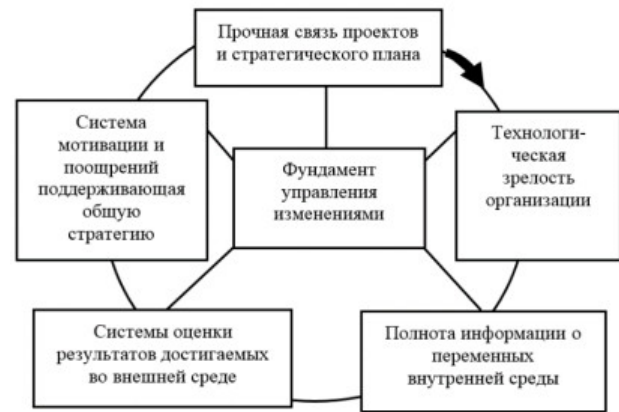 Прочная связь проектов
и стратегического плана
Система
мотивации и
поощрений
поддерживающая
общую
стратегию
Фундамент
управления
изменениями
Технологи-
ческая
зрелость
организации
Системы оценки
результатов достигаемых
во внешней среде
Полнота информации о
переменных
внутренней среды